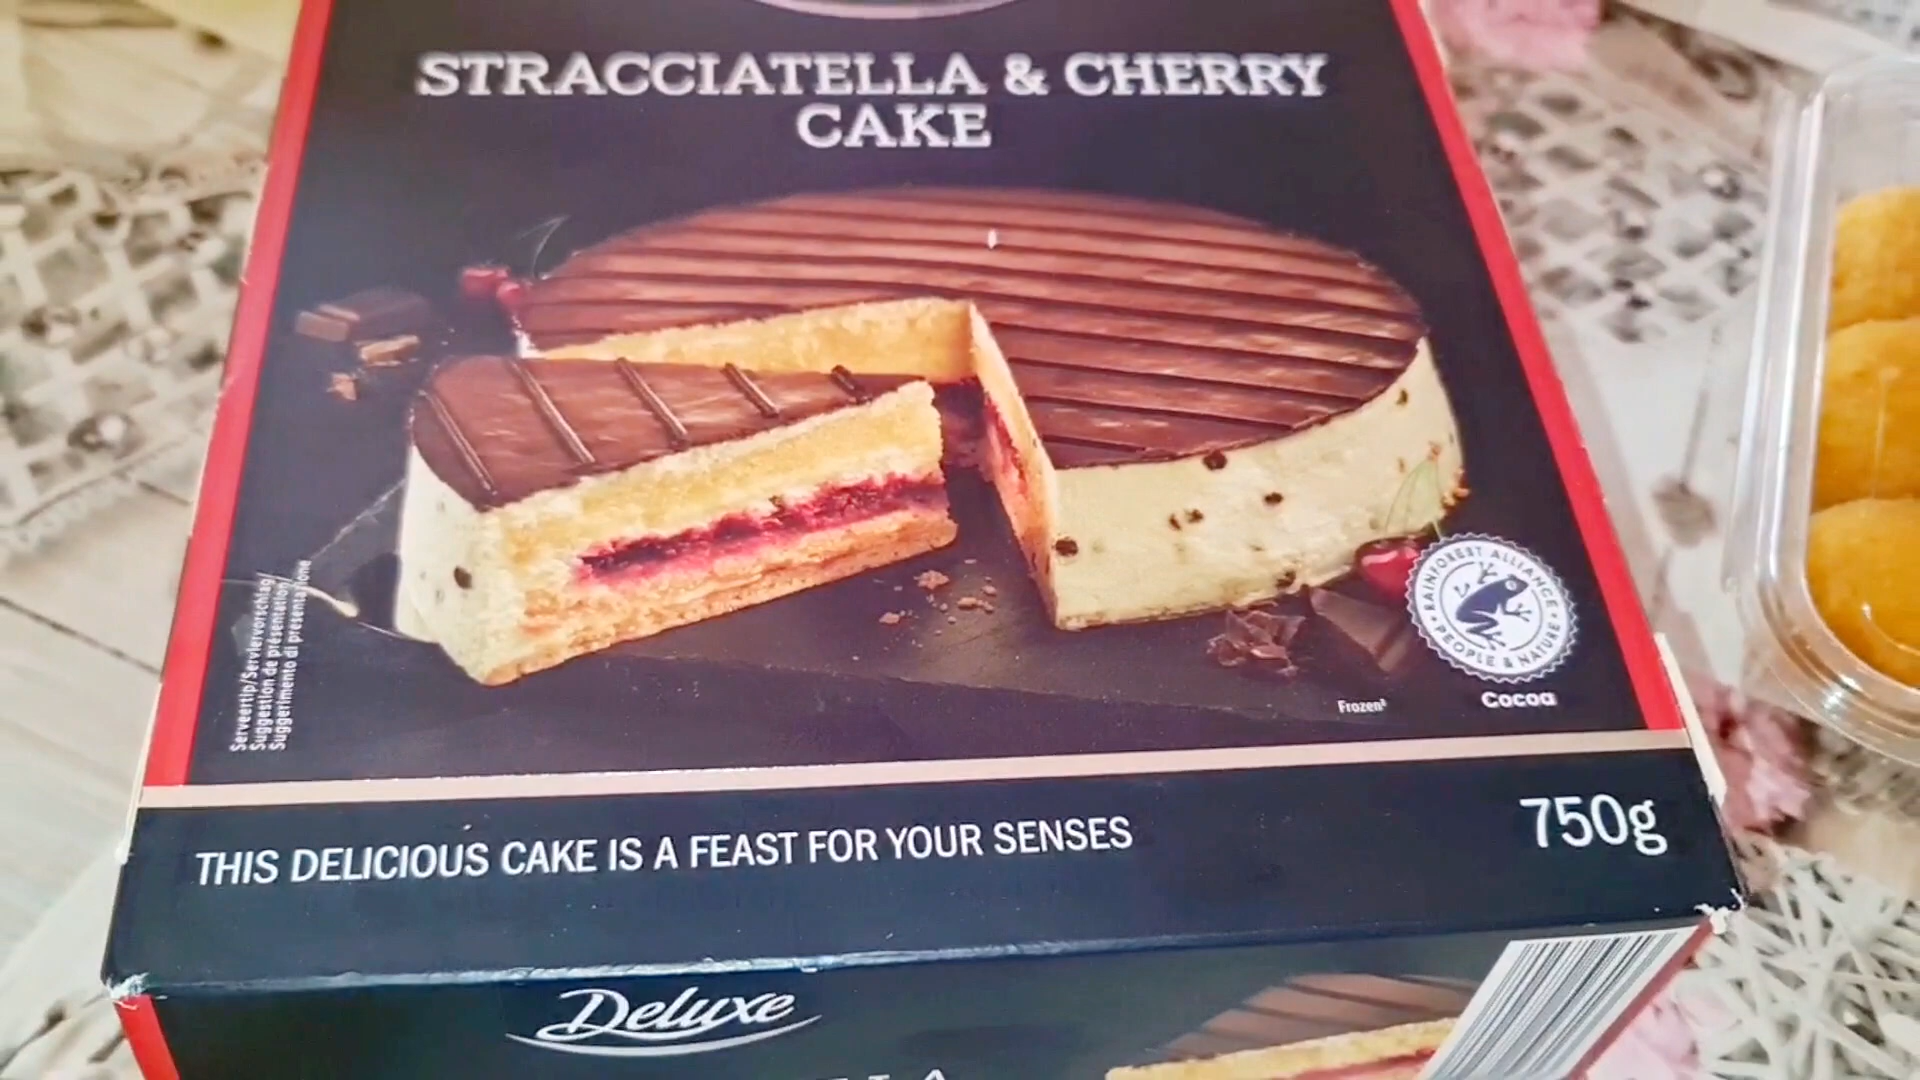 STRACCIATELLA & CHERRY
CAKE
Serveertip/Serviervorschlag
Suggestion de présentation
Suggerimento di presentazione
RAINFOREST ALLIANCE
PEOPLE & NATURE
Cocoa
Frozen²
THIS DELICIOUS CAKE IS A FEAST FOR YOUR SENSES
750g
Deluxe